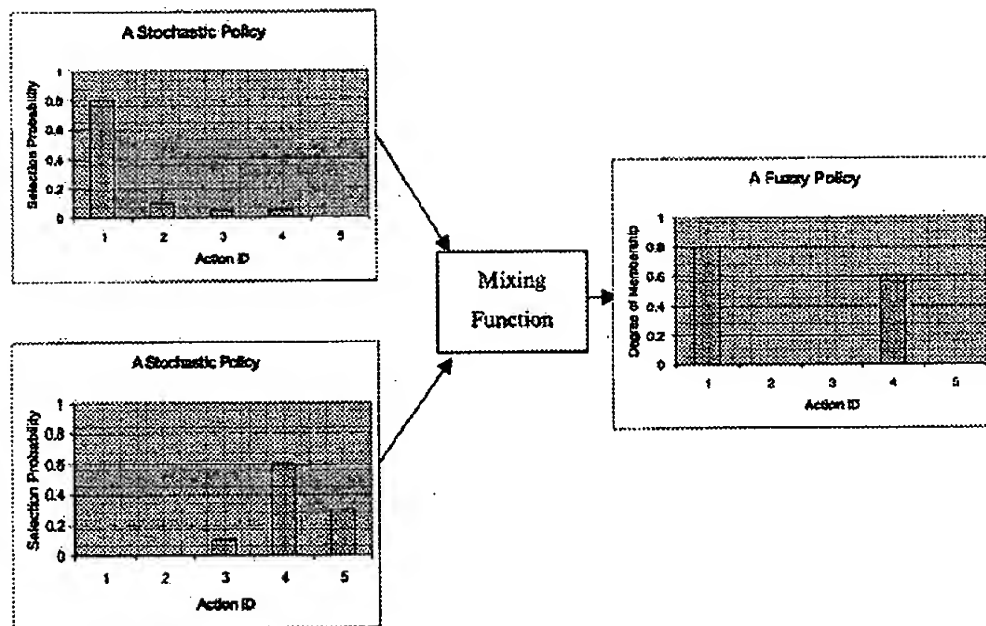 A Stochastic Policy
Selection Probability
1
0.8
0.6
0.4
0.2
0
1 2 3 4 5
Action ID
A Stochastic Policy
Selection Probability
1
0.8
0.6
0.4
0.2
0
1 2 3 4 5
Action ID
Mixing
Function
A Fuzzy Policy
Degree of Membership
1
0.8
0.6
0.4
0.2
0
1 2 3 4 5
Action ID